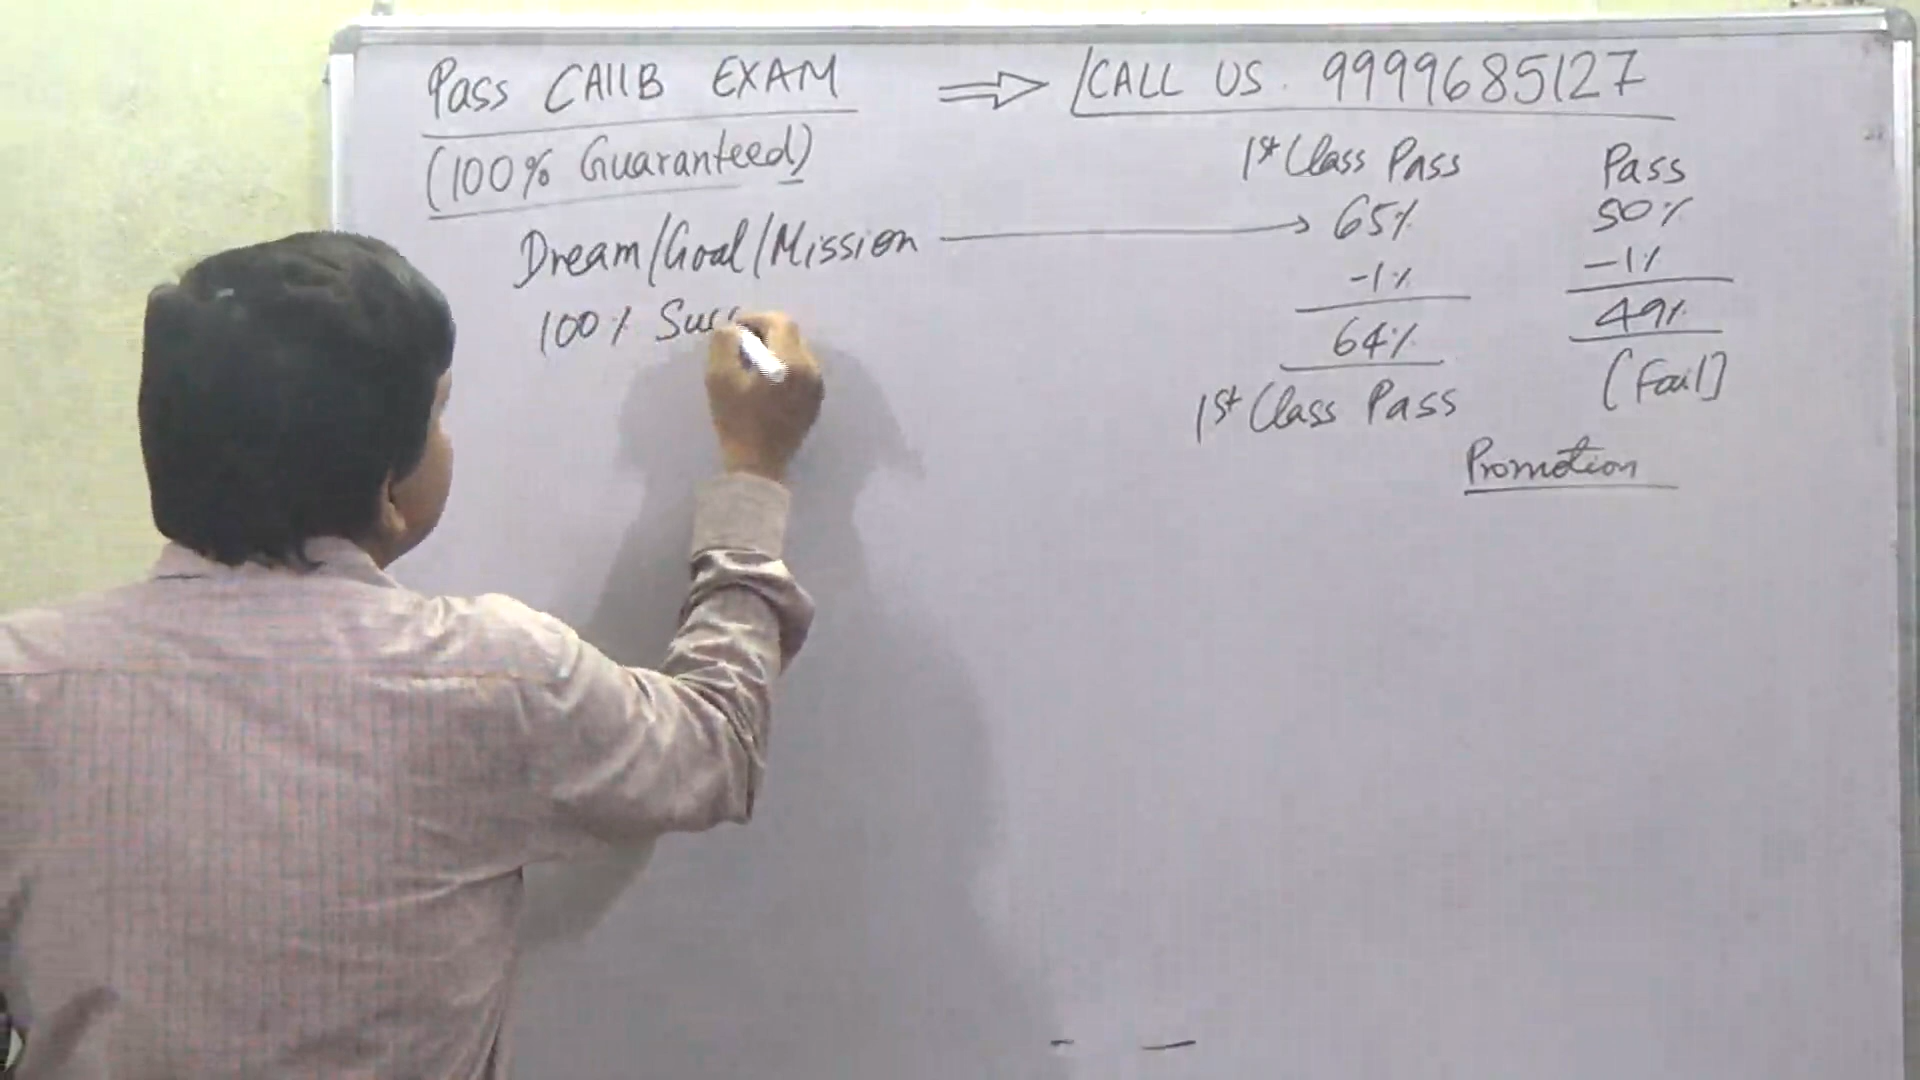 Pass CAIIB EXAM ⇒ CALL US. 9999685127
(100% Guaranteed)
Dream/Goal/Mission → 
100%
1st Class Pass
65%
-1%
64%
1st Class Pass
Pass
50%
-1%
49%
(Fail]
Promotion